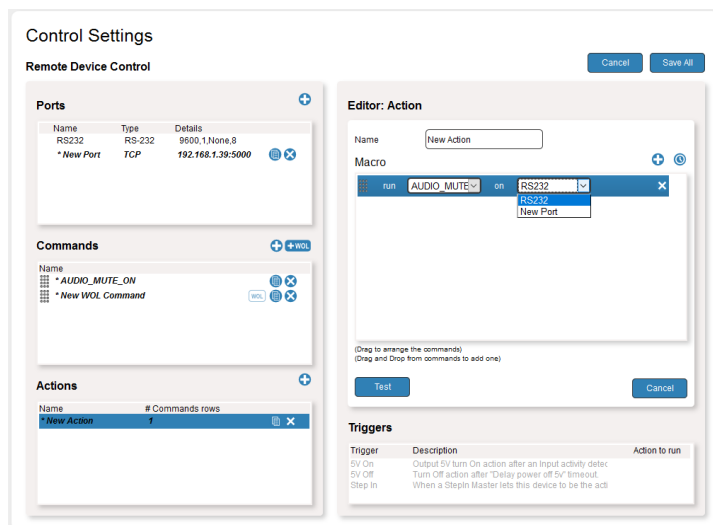 Control Settings
Remote Device Control
Cancel
Save All
Ports
Name Type Details
RS232 RS-232 9600,1,None,8
* New Port TCP 192.168.1.39:5000
Commands
+WOL
Name
* AUDIO_MUTE_ON
* New WOL Command WOL
Actions
Name # Commands rows
* New Action 1
Editor: Action
Name New Action
Macro
run AUDIO_MUTE on RS232
RS232
New Port
(Drag to arrange the commands)
(Drag and Drop from commands to add one)
Test
Cancel
Triggers
Trigger Description Action to run
5V On Output 5V turn On action after an Input activity detec
5V Off Turn Off action after "Delay power off 5v" timeout.
Step In When a StepIn Master lets this device to be the acti